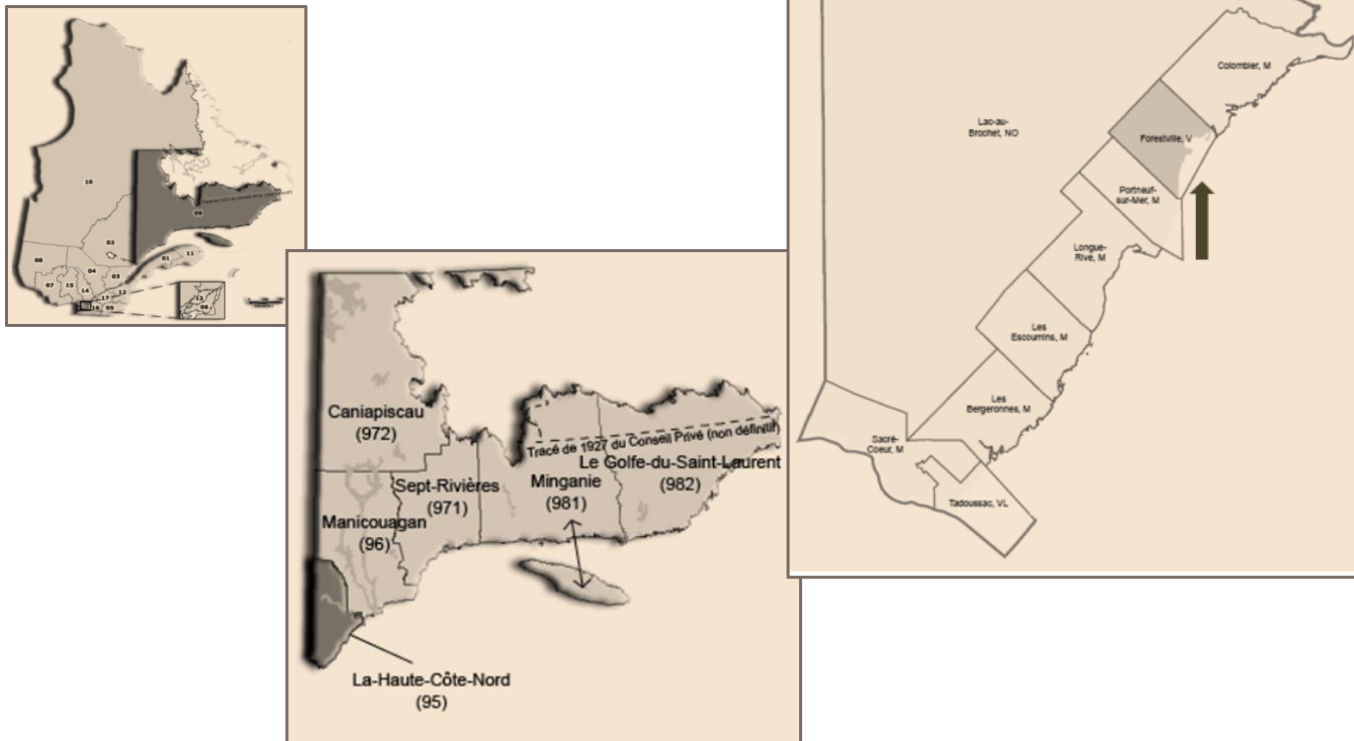 10
09
02
08
04
03
01
11
07
15
14
12
17
16
05
13
06
Caniapiscau
(972)
Tracé de 1927 du Conseil Privé (non définitif)
Le Golfe-du-Saint-Laurent
(982)
Sept-Rivières
(971)
Minganie
(981)
Manicouagan
(96)
La-Haute-Côte-Nord
(95)
Colombier, M
Lac-au-
Brochet, NO
Forestville, V
Portneuf-
sur-Mer, M
Longue-
Rive, M
Les
Escoumins, M
Les
Bergeronnes, M
Sacré-
Coeur, M
Tadoussac, VL